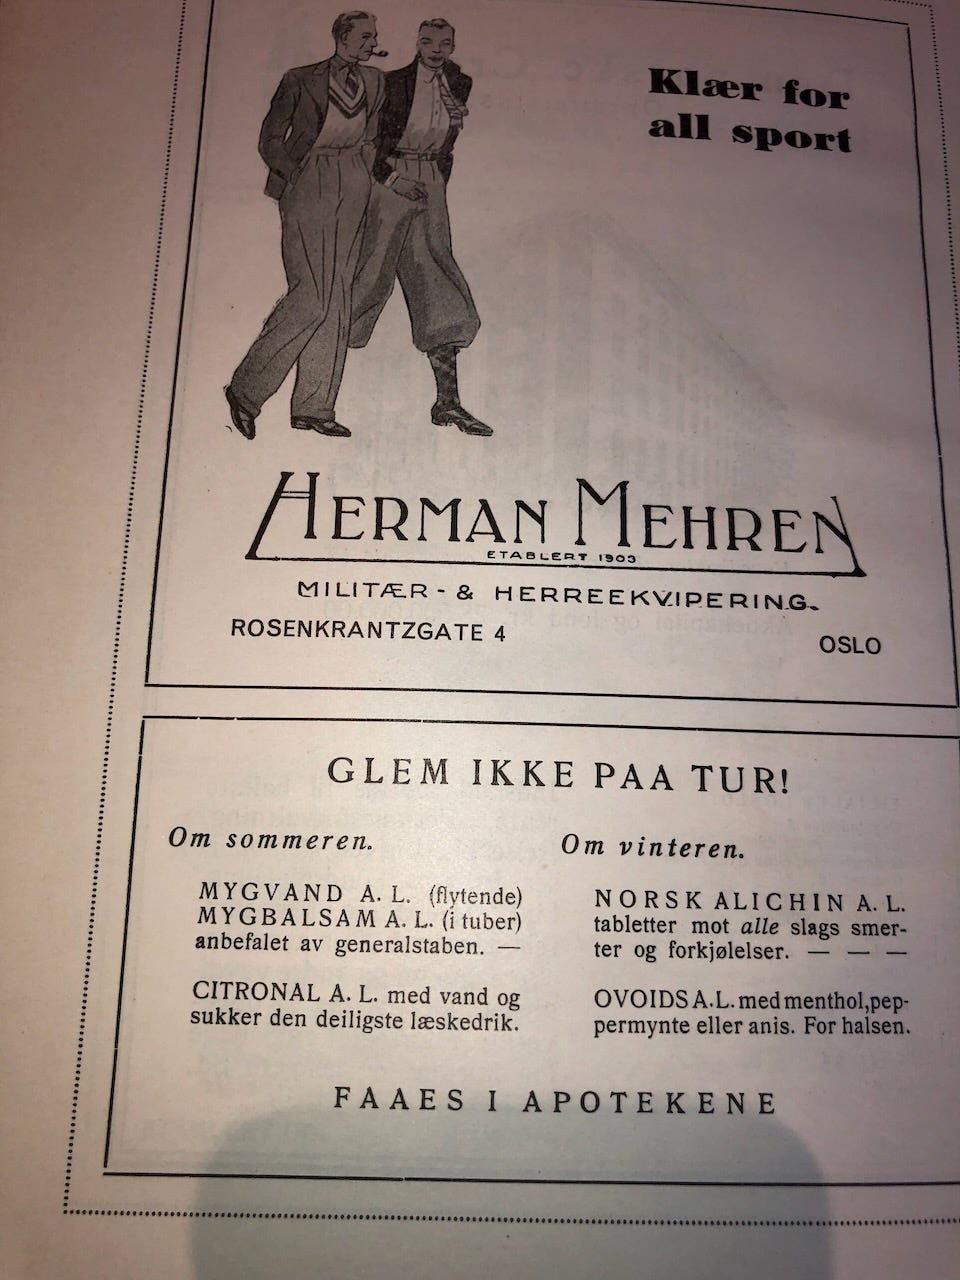 Klær for
all sport
HERMAN MEHREN
ETABLERT 1903
MILITÆR - & HERREEKVIPERING.
ROSENKRANTZGATE 4
OSLO
GLEM IKKE PAA TUR!
Om sommeren.
MYGVAND A. L. (flytende)
MYGBALSAM A. L. (i tuber)
anbefalet av generalstaben. —
CITRONAL A. L. med vand og
sukker den deiligste læskedrik.
Om vinteren.
NORSK ALICHIN A. L.
tabletter mot alle slags smer-
ter og forkjølelser. — — —
OVOIDS A.L. med menthol, pep-
permynte eller anis. For halsen.
FAAES I APOTEKENE